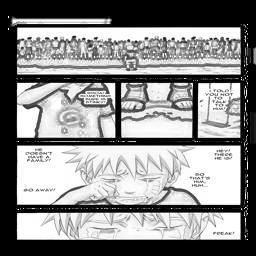 I TOLD
YOU NOT
TO
TALK
TO
HIM!
HE
DOESN'T
HAVE A
FAMILY?
HEY!
THERE
HE IS!
SO
THAT'S
HIM,
HUH...
GO AWAY!
FREAK!